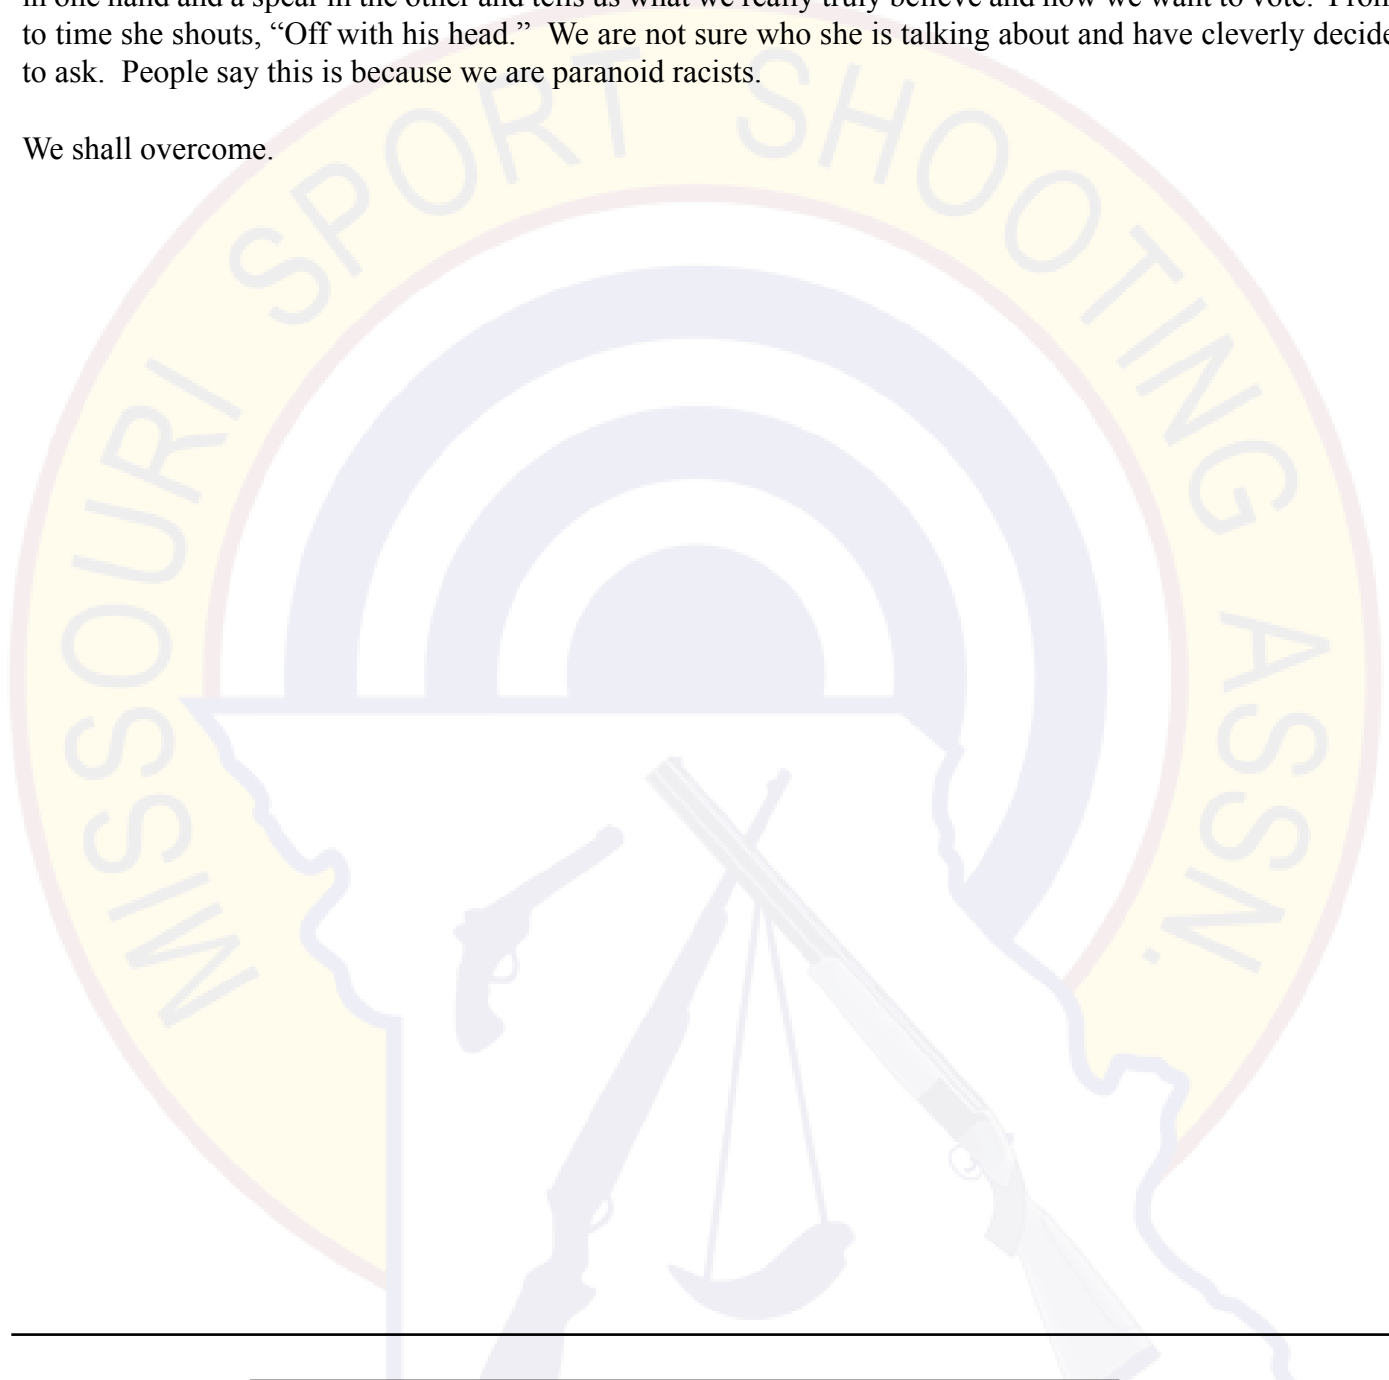 in one hand and a spear in the other and tells us what we really truly believe and how we want to vote. From
to time she shouts, “Off with his head.” We are not sure who she is talking about and have cleverly
to ask. People say this is because we are paranoid racists.
We shall overcome.
MISSOURI SPORT SHOOTING ASSN.